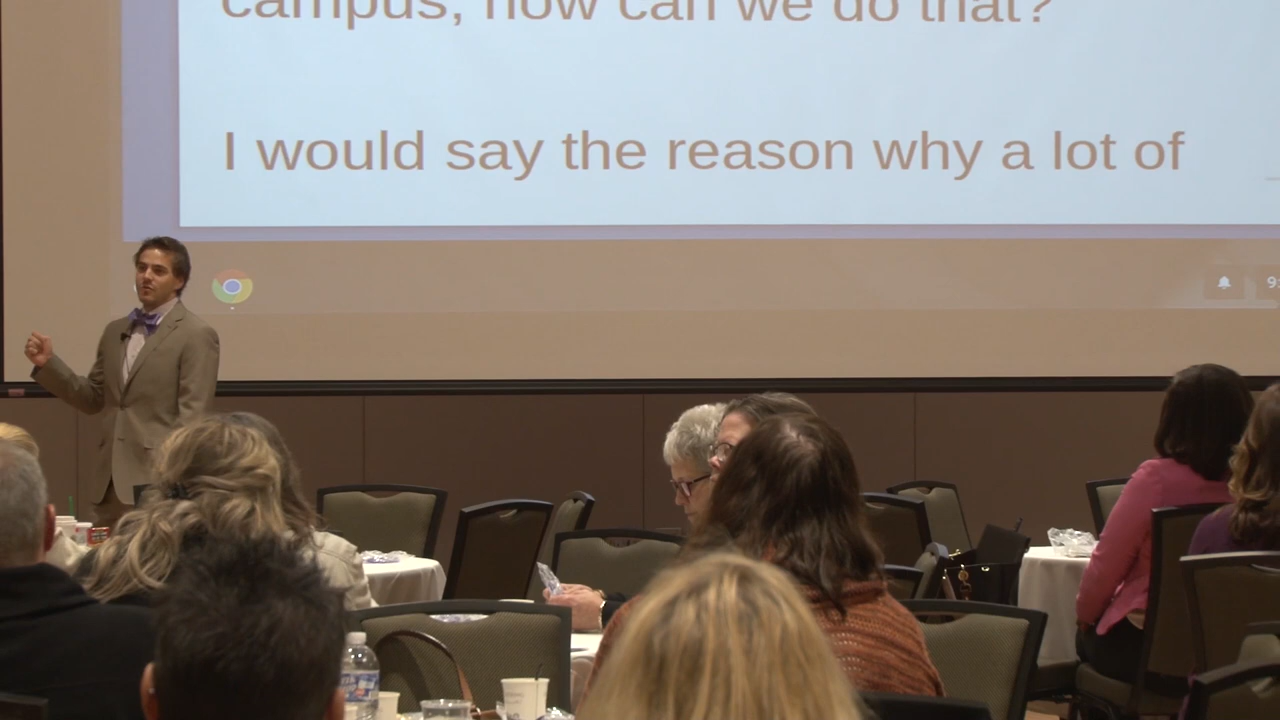 campus, how can we do that?
I would say the reason why a lot of